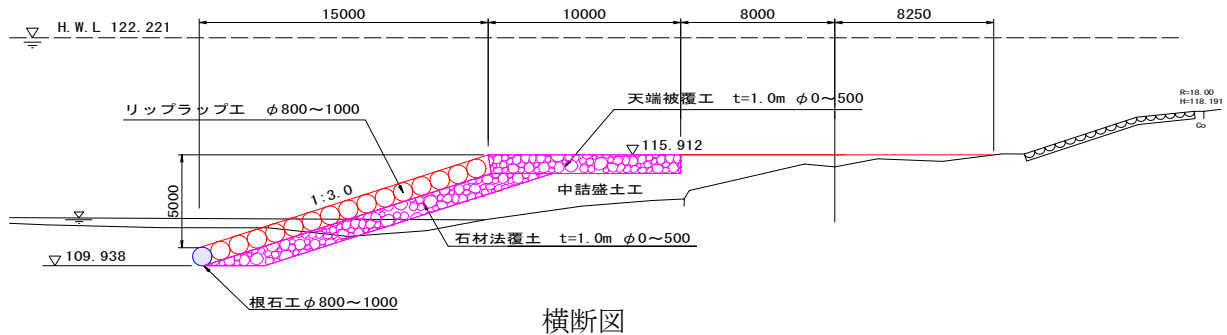 15000
10000
8000
8250
H.W.L 122.221
リップラップ工 φ800～1000
天端被覆工 t=1.0m φ0～500
R=18.00
H=118.191
Co
115.912
1:3.0
5000
中詰盛土工
石材法覆土 t=1.0m φ0～500
109.938
根石工φ800～1000
横断図